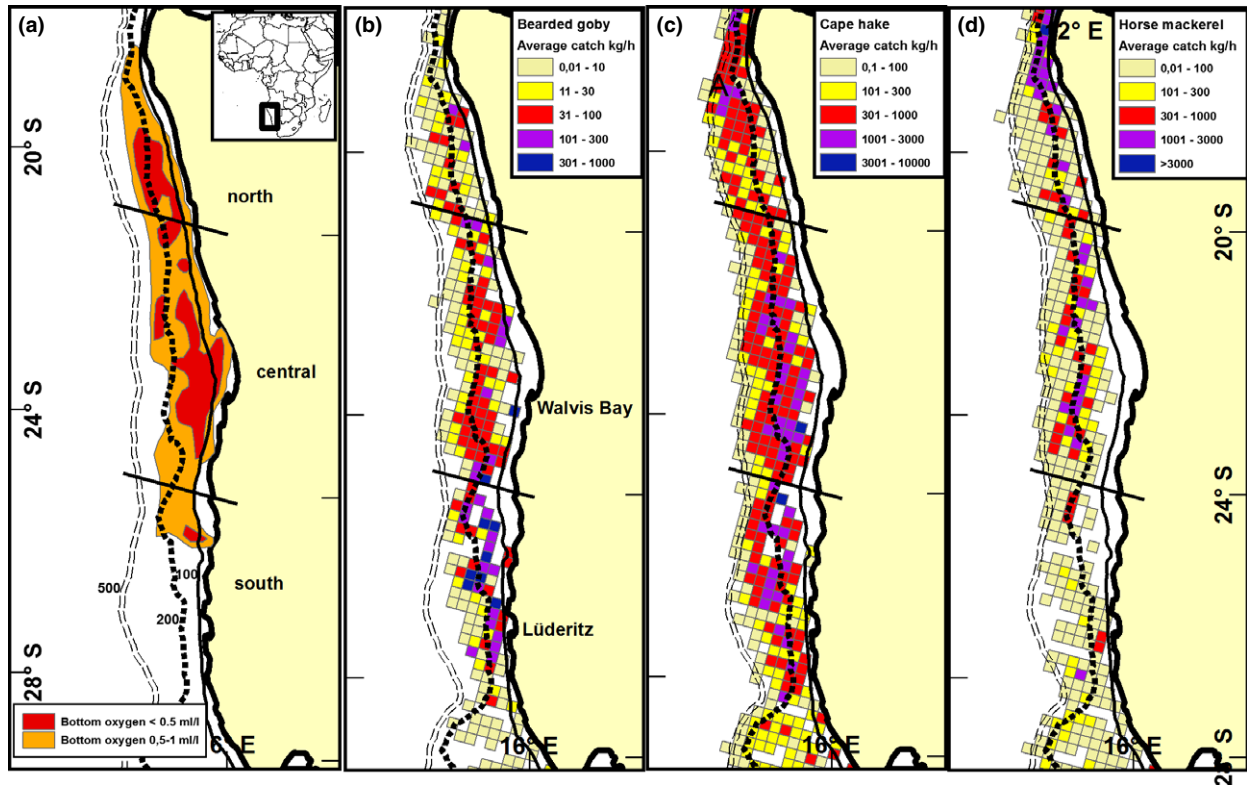 (a)
20° S
24° S
28° S
north
central
south
500
100
200
Bottom oxygen < 0.5 ml/l
Bottom oxygen 0,5-1 ml/l
6° E
(b)
Bearded goby
Average catch kg/h
0,01 - 10
11 - 30
31 - 100
101 - 300
301 - 1000
Walvis Bay
Lüderitz
16° E
(c)
Cape hake
Average catch kg/h
0,1 - 100
101 - 300
301 - 1000
1001 - 3000
3001 - 10000
16° E
(d)
2° E
Horse mackerel
Average catch kg/h
0,01 - 100
101 - 300
301 - 1000
1001 - 3000
>3000
20° S
24° S
28° S
16° E